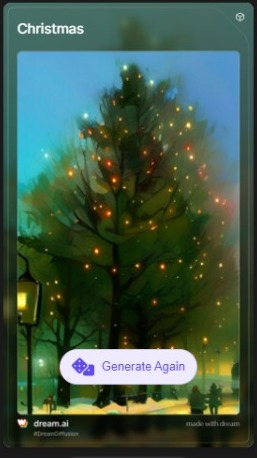 Christmas
Generate Again
dream.ai
made with dream
#DreamDiffusion